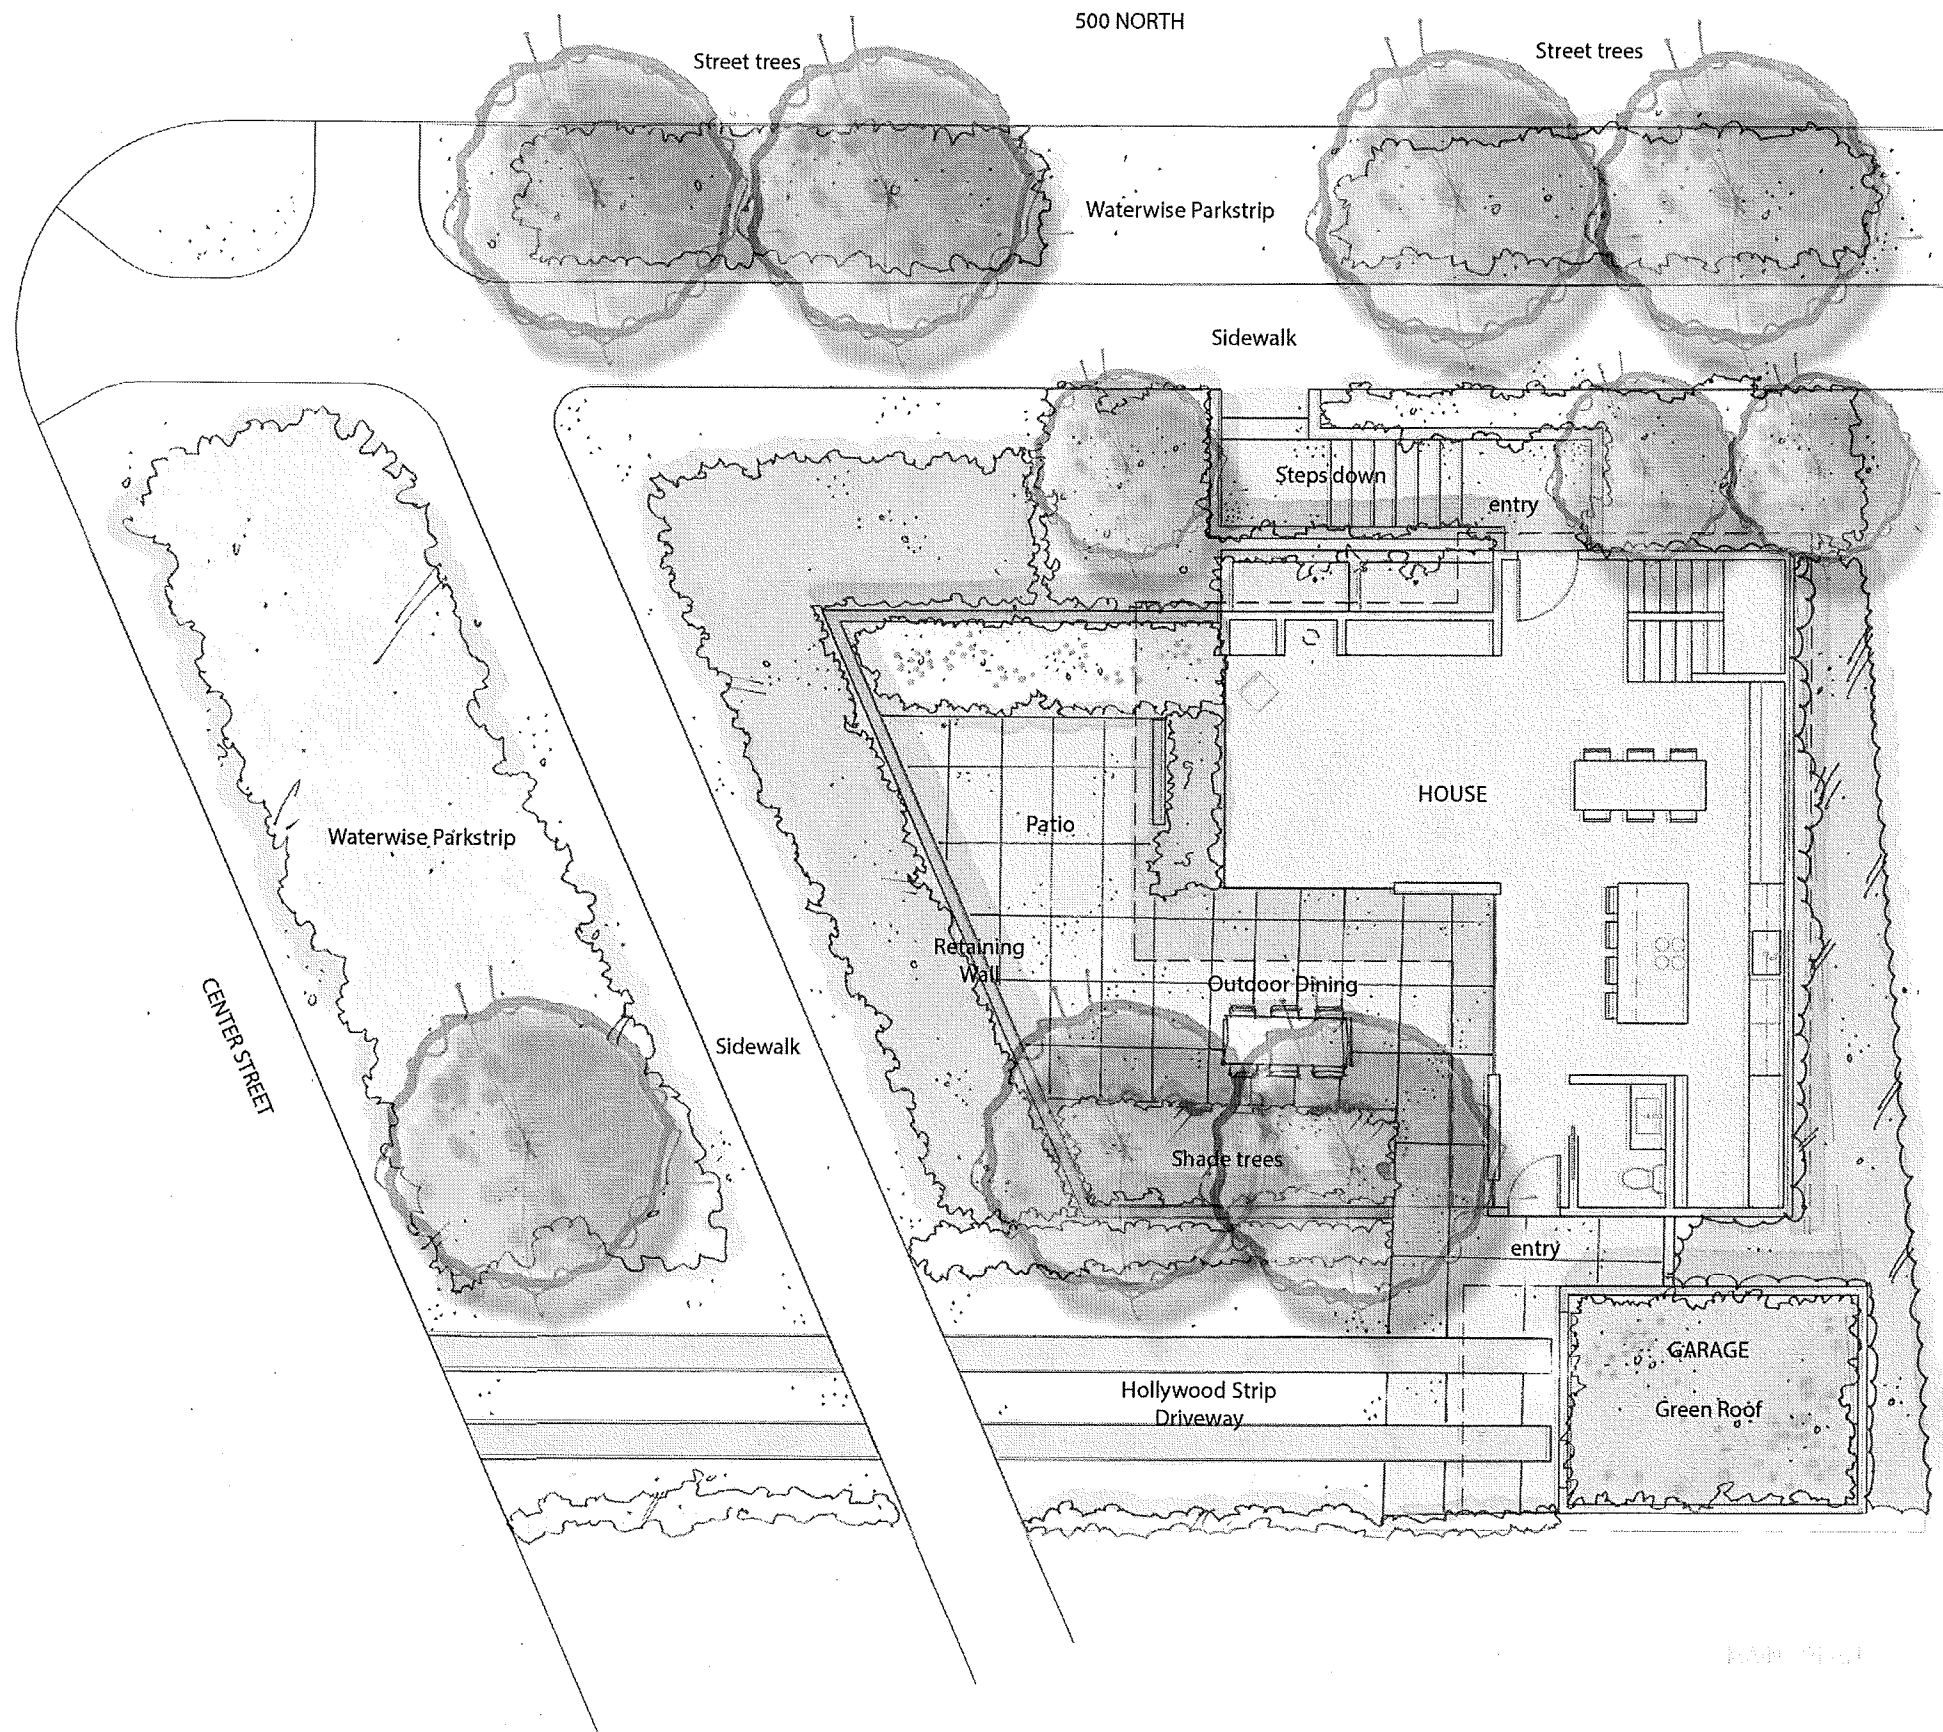 500 NORTH
Street trees
Street trees
Waterwise Parkstrip
Sidewalk
Steps down
entry
HOUSE
Patio
Waterwise Parkstrip
Retaining
Wall
Outdoor Dining
CENTER STREET
Sidewalk
Shade trees
entry
GARAGE
Green Roof
Hollywood Strip
Driveway